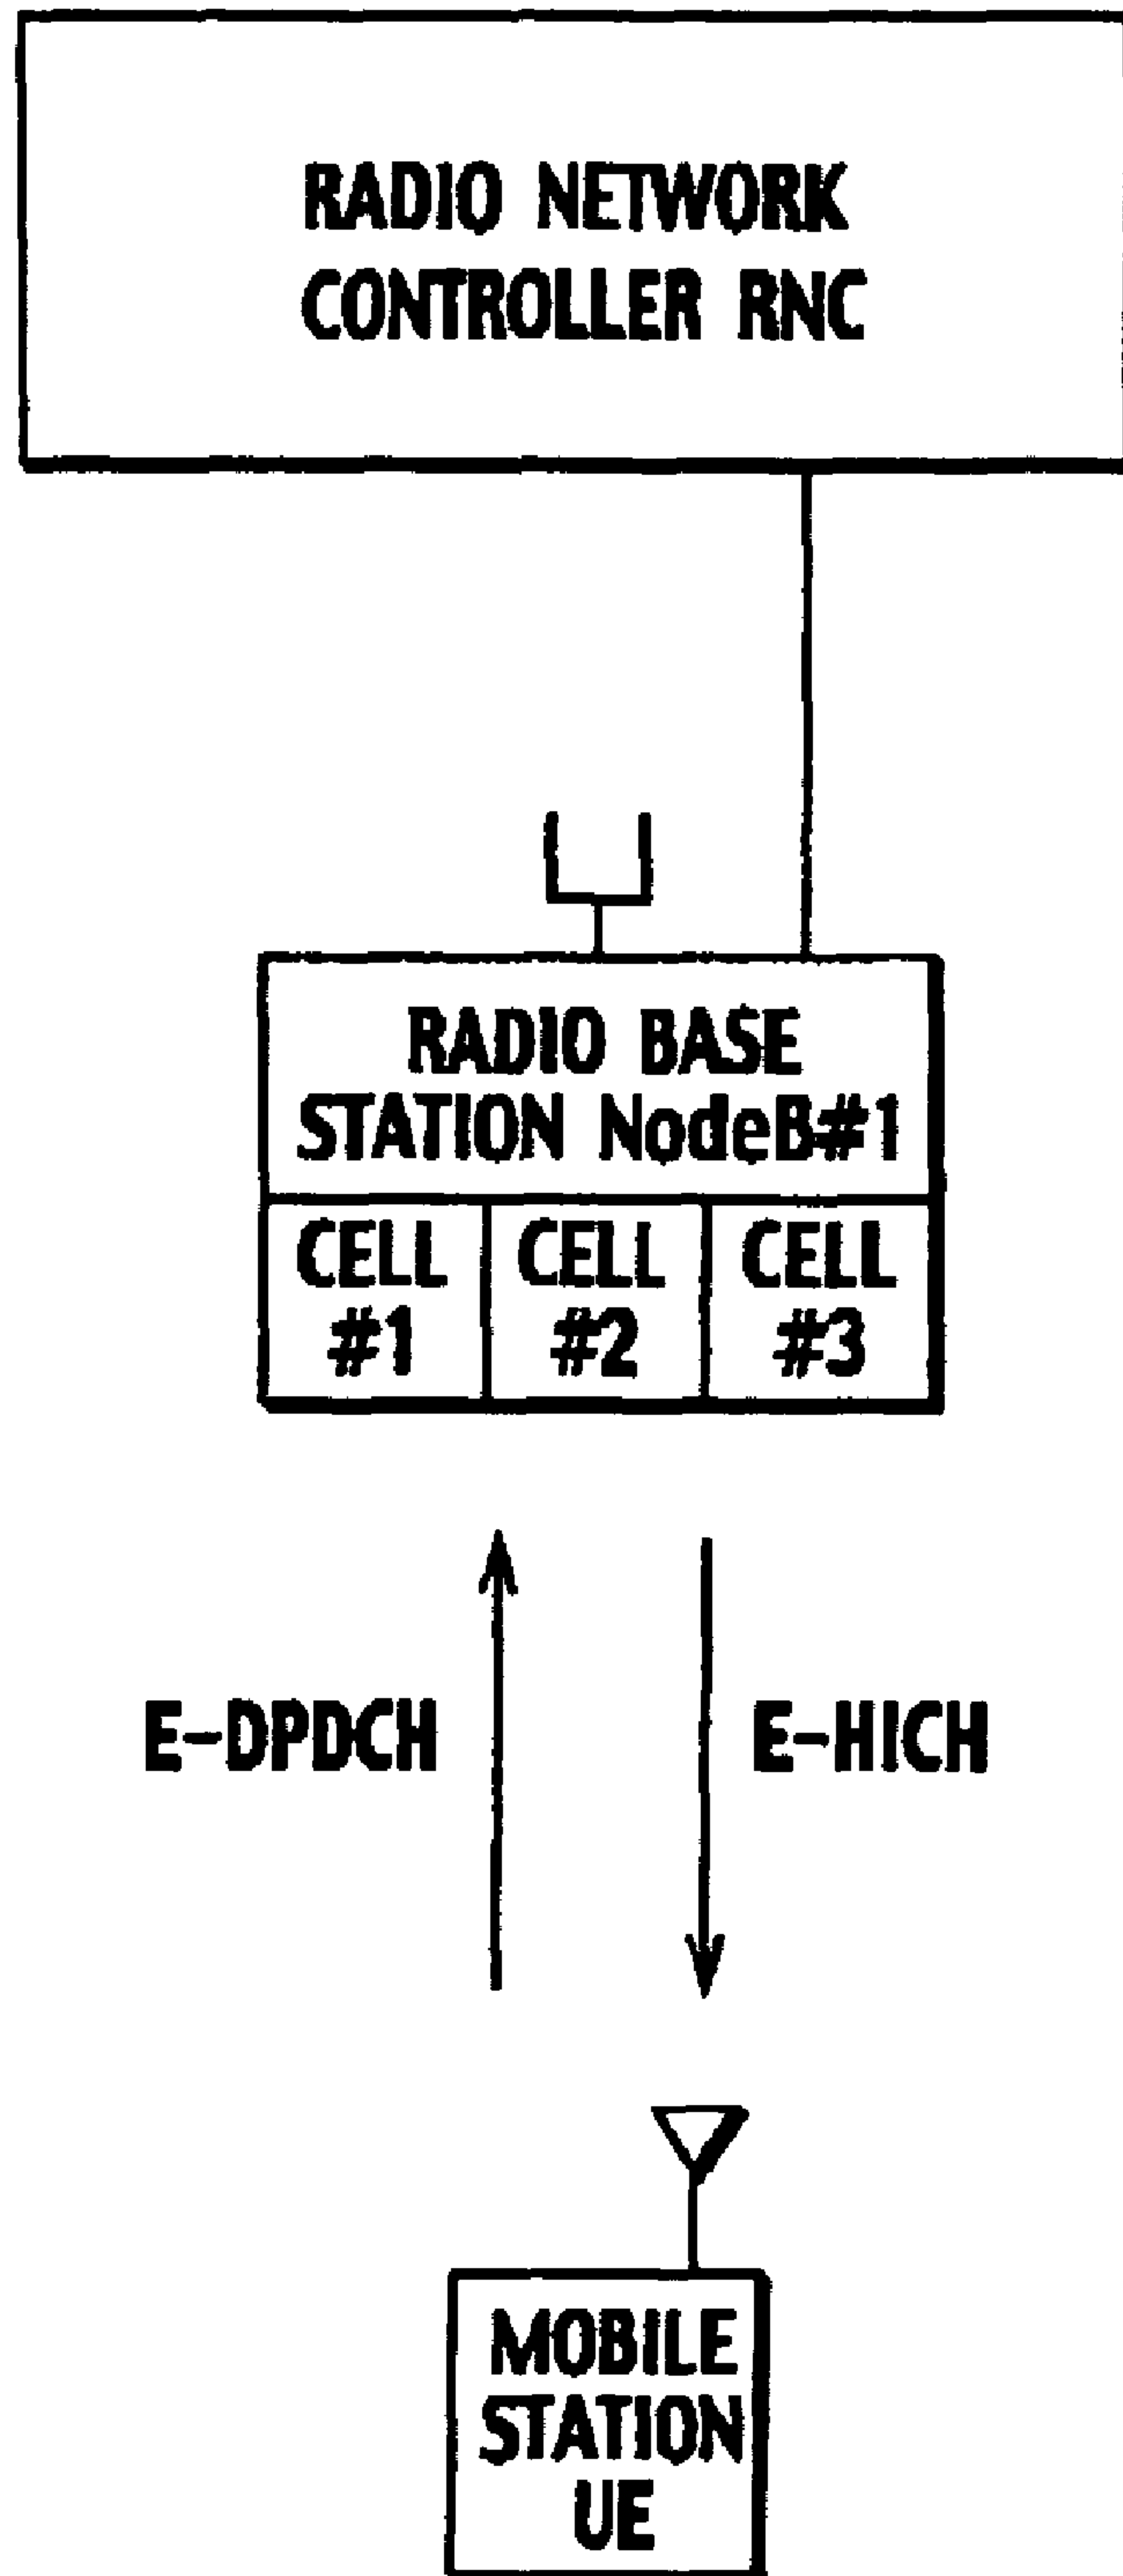 RADIO NETWORK
CONTROLLER RNC
RADIO BASE
STATION NodeB#1
CELL
#1
CELL
#2
CELL
#3
E-DPDCH
E-HICH
MOBILE
STATION
UE